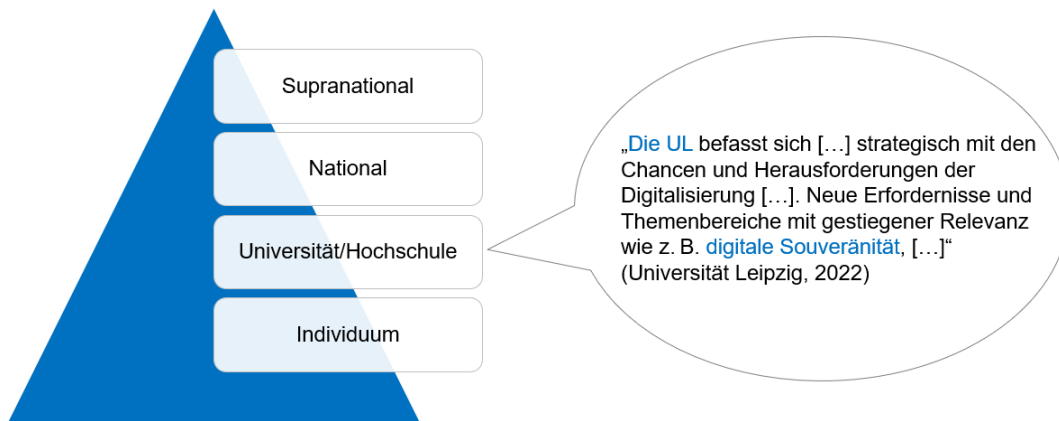 Supranational
National
Universität/Hochschule
Individuum
„Die UL befasst sich […] strategisch mit den
Chancen und Herausforderungen der
Digitalisierung […]. Neue Erfordernisse und
Themenbereiche mit gestiegener Relevanz
wie z. B. digitale Souveränität, […]“
(Universität Leipzig, 2022)